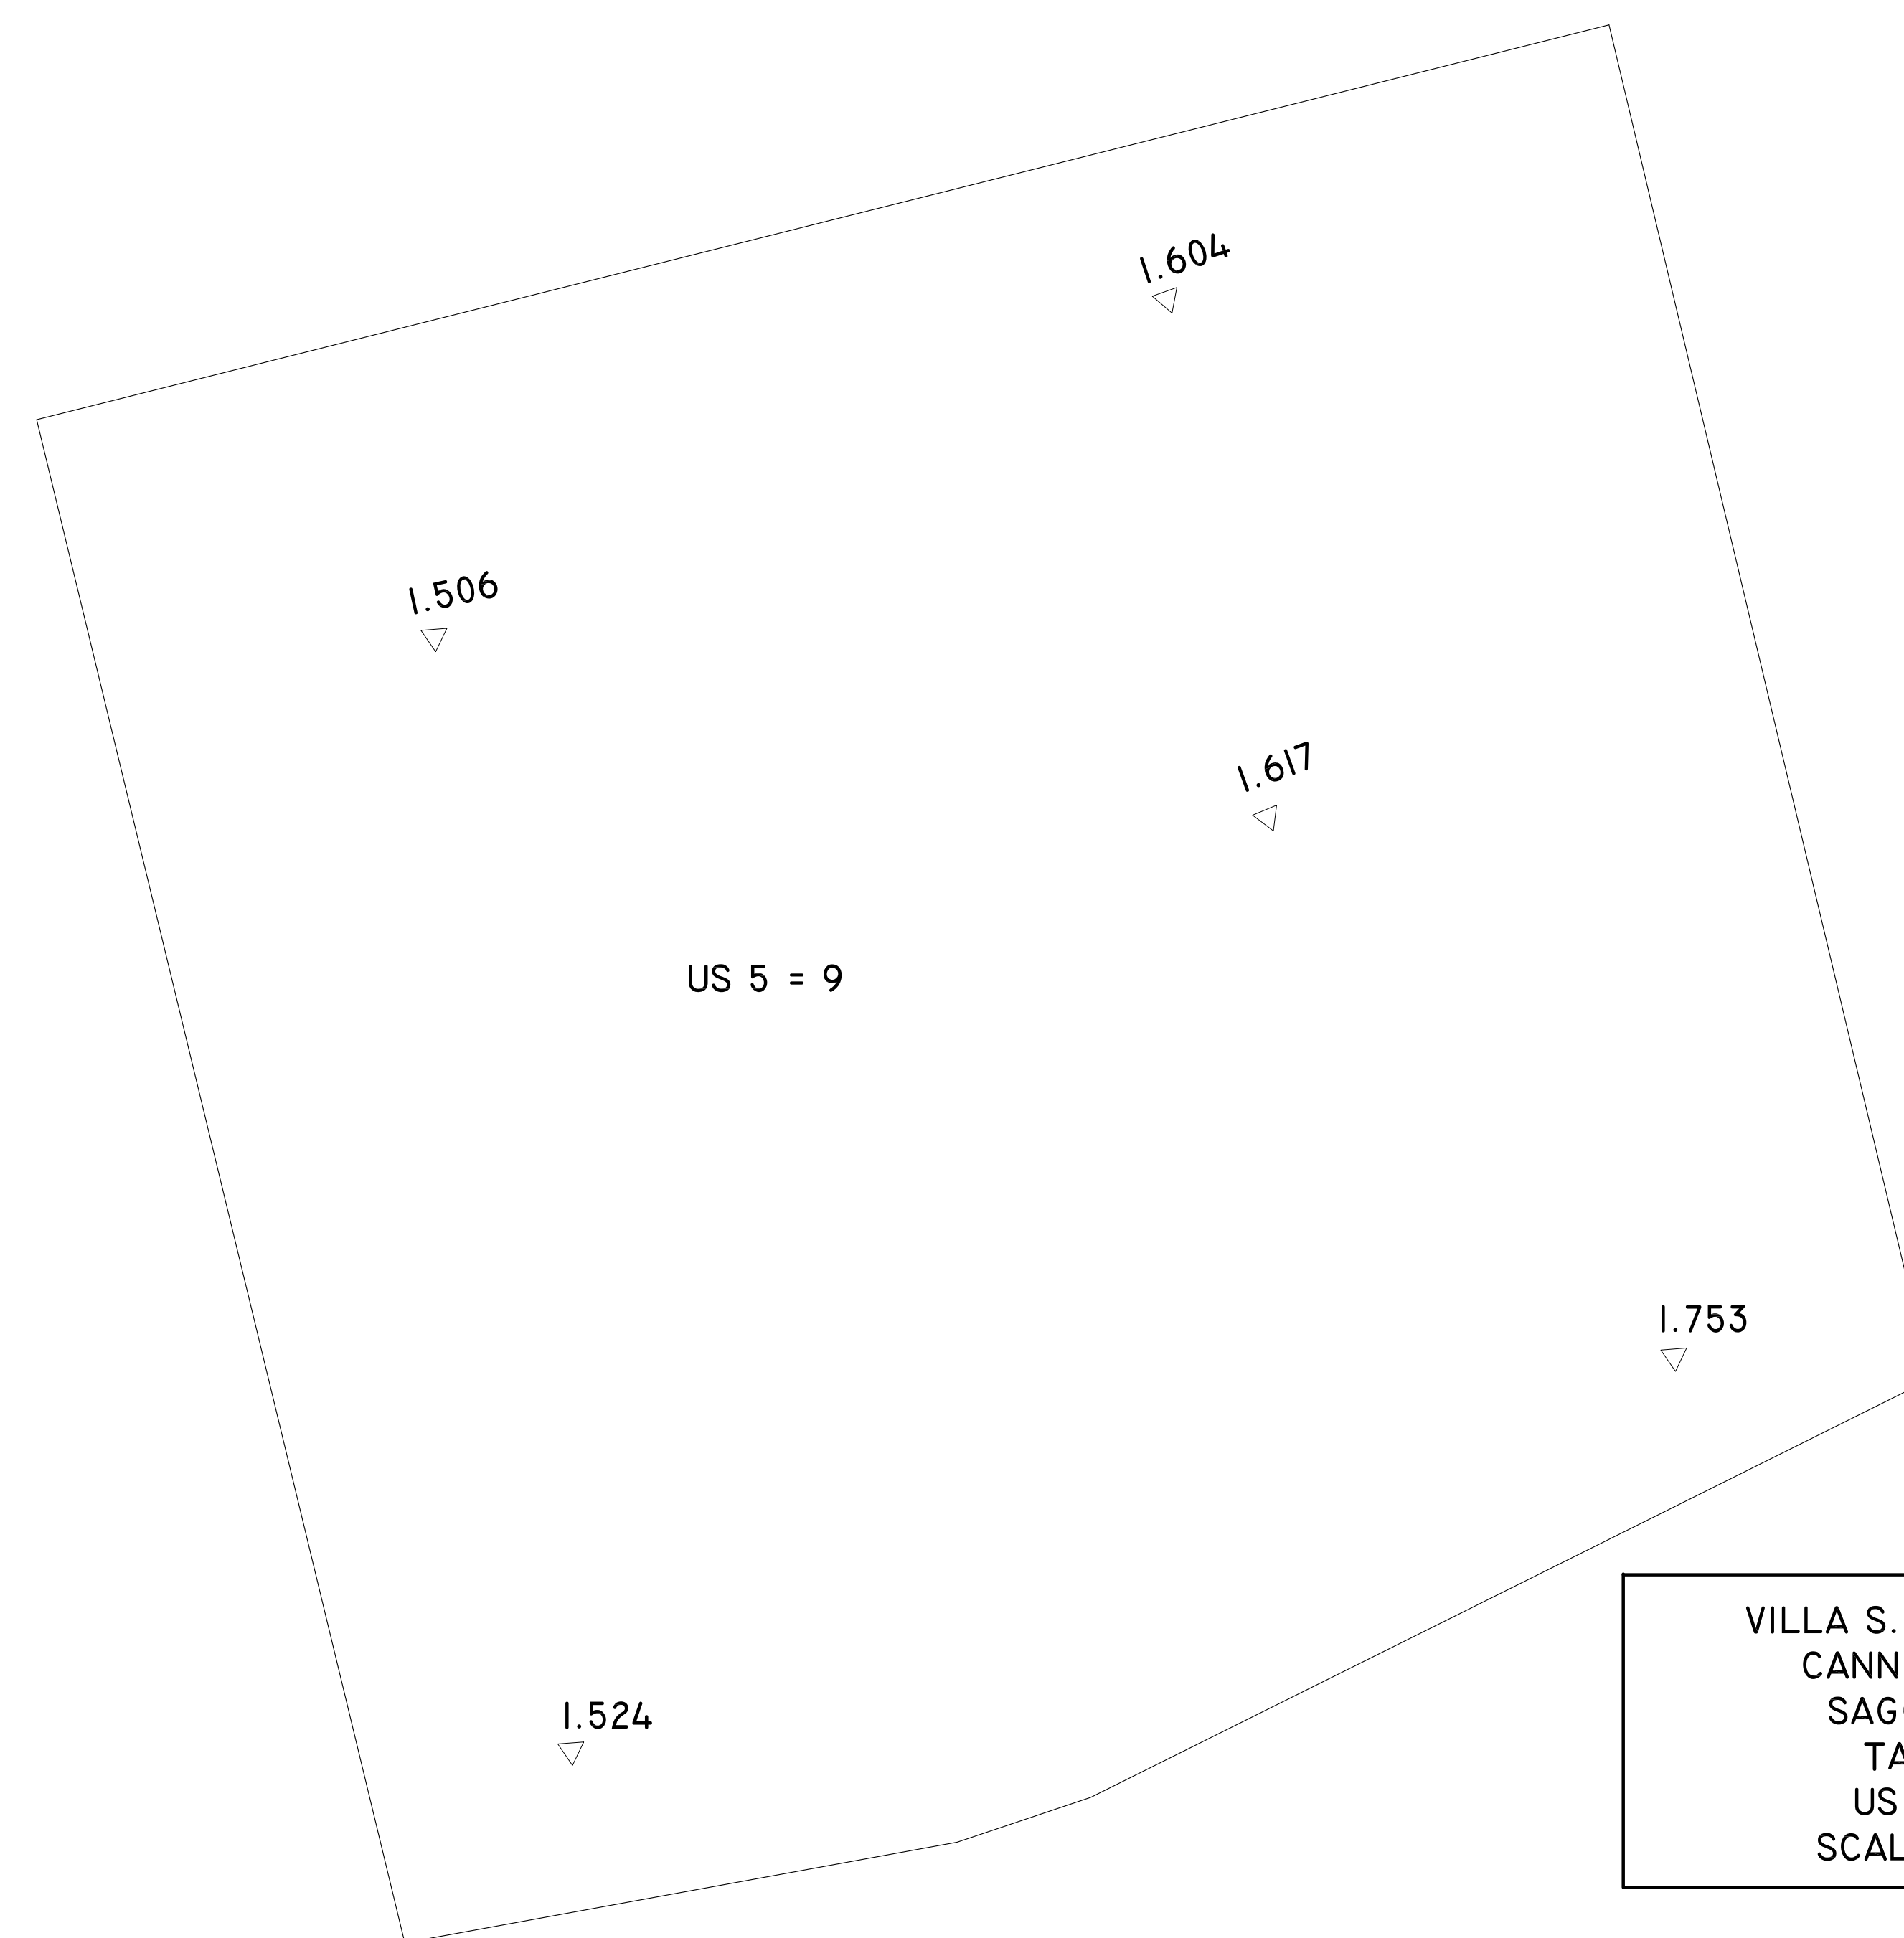 1.604
1.506
1.617
US 5 = 9
1.753
1.524
VILLA S.
CANN
SAG
TA
US
SCAL